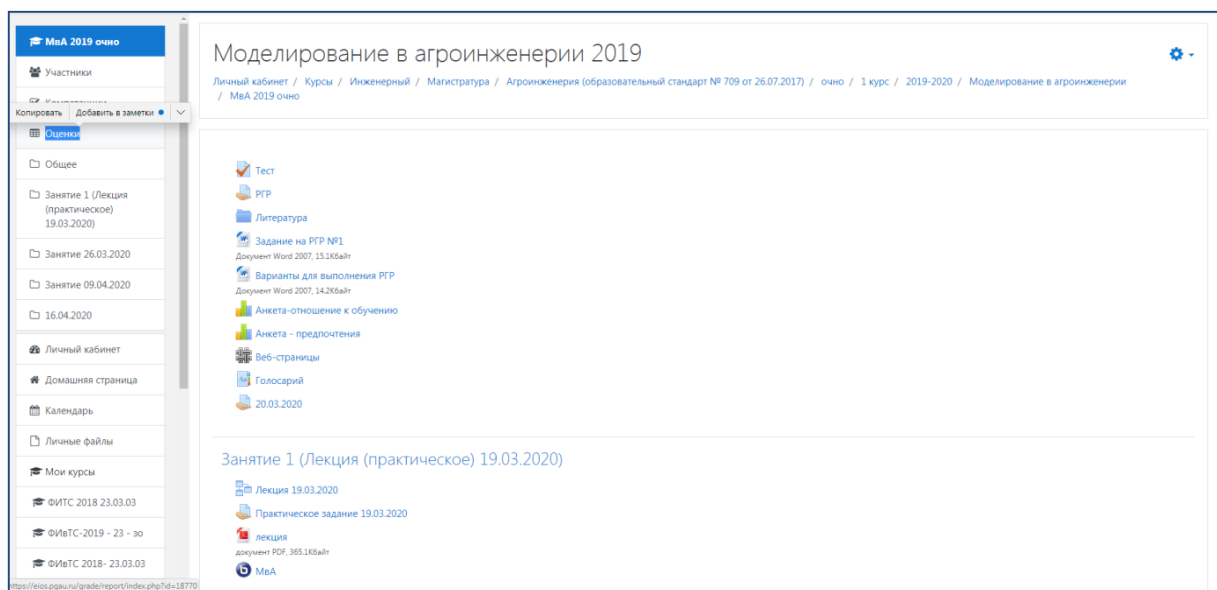 МвА 2019 очно
Участники
Компетенции
Копировать Добавить в заметки
Оценки
Общее
Занятие 1 (Лекция
(практическое)
19.03.2020)
Занятие 26.03.2020
Занятие 09.04.2020
16.04.2020
Личный кабинет
Домашняя страница
Календарь
Личные файлы
Мои курсы
ФИТС 2018 23.03.03
ФИвТС-2019 - 23 - зо
ФИвТС 2018- 23.03.03
https://eios.pgau.ru/grade/report/index.php?id=18770
Моделирование в агроинженерии 2019
Личный кабинет / Курсы / Инженерный / Магистратура / Агроинженерия (образовательный стандарт № 709 от 26.07.2017) / очно / 1 курс / 2019-2020 / Моделирование в агроинженерии
/ МвА 2019 очно
Тест
РГР
Литература
Задание на РГР №1
Документ Word 2007, 15.1Кбайт
Варианты для выполнения РГР
Документ Word 2007, 14.2Кбайт
Анкета-отношение к обучению
Анкета - предпочтения
Веб-страницы
Голосарий
20.03.2020
Занятие 1 (Лекция (практическое) 19.03.2020)
Лекция 19.03.2020
Практическое задание 19.03.2020
лекция
документ PDF, 365.1Кбайт
МвА